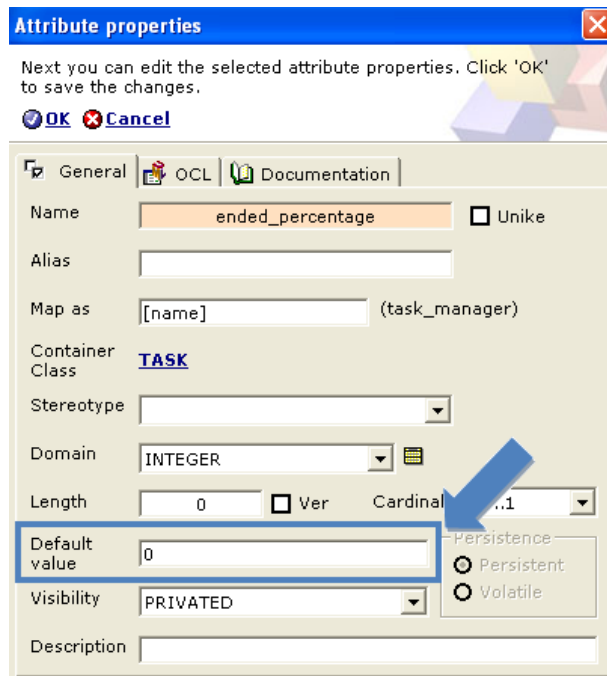 Attribute properties
Next you can edit the selected attribute properties. Click 'OK'
to save the changes.
OK Cancel
General OCL Documentation
Name ended_percentage Unike
Alias
Map as [name] (task_manager)
Container
Class TASK
Stereotype
Domain INTEGER
Length 0 Ver Cardinal ..1
Default
value 0
Persistence
Persistent
Volatile
Visibility PRIVATED
Description